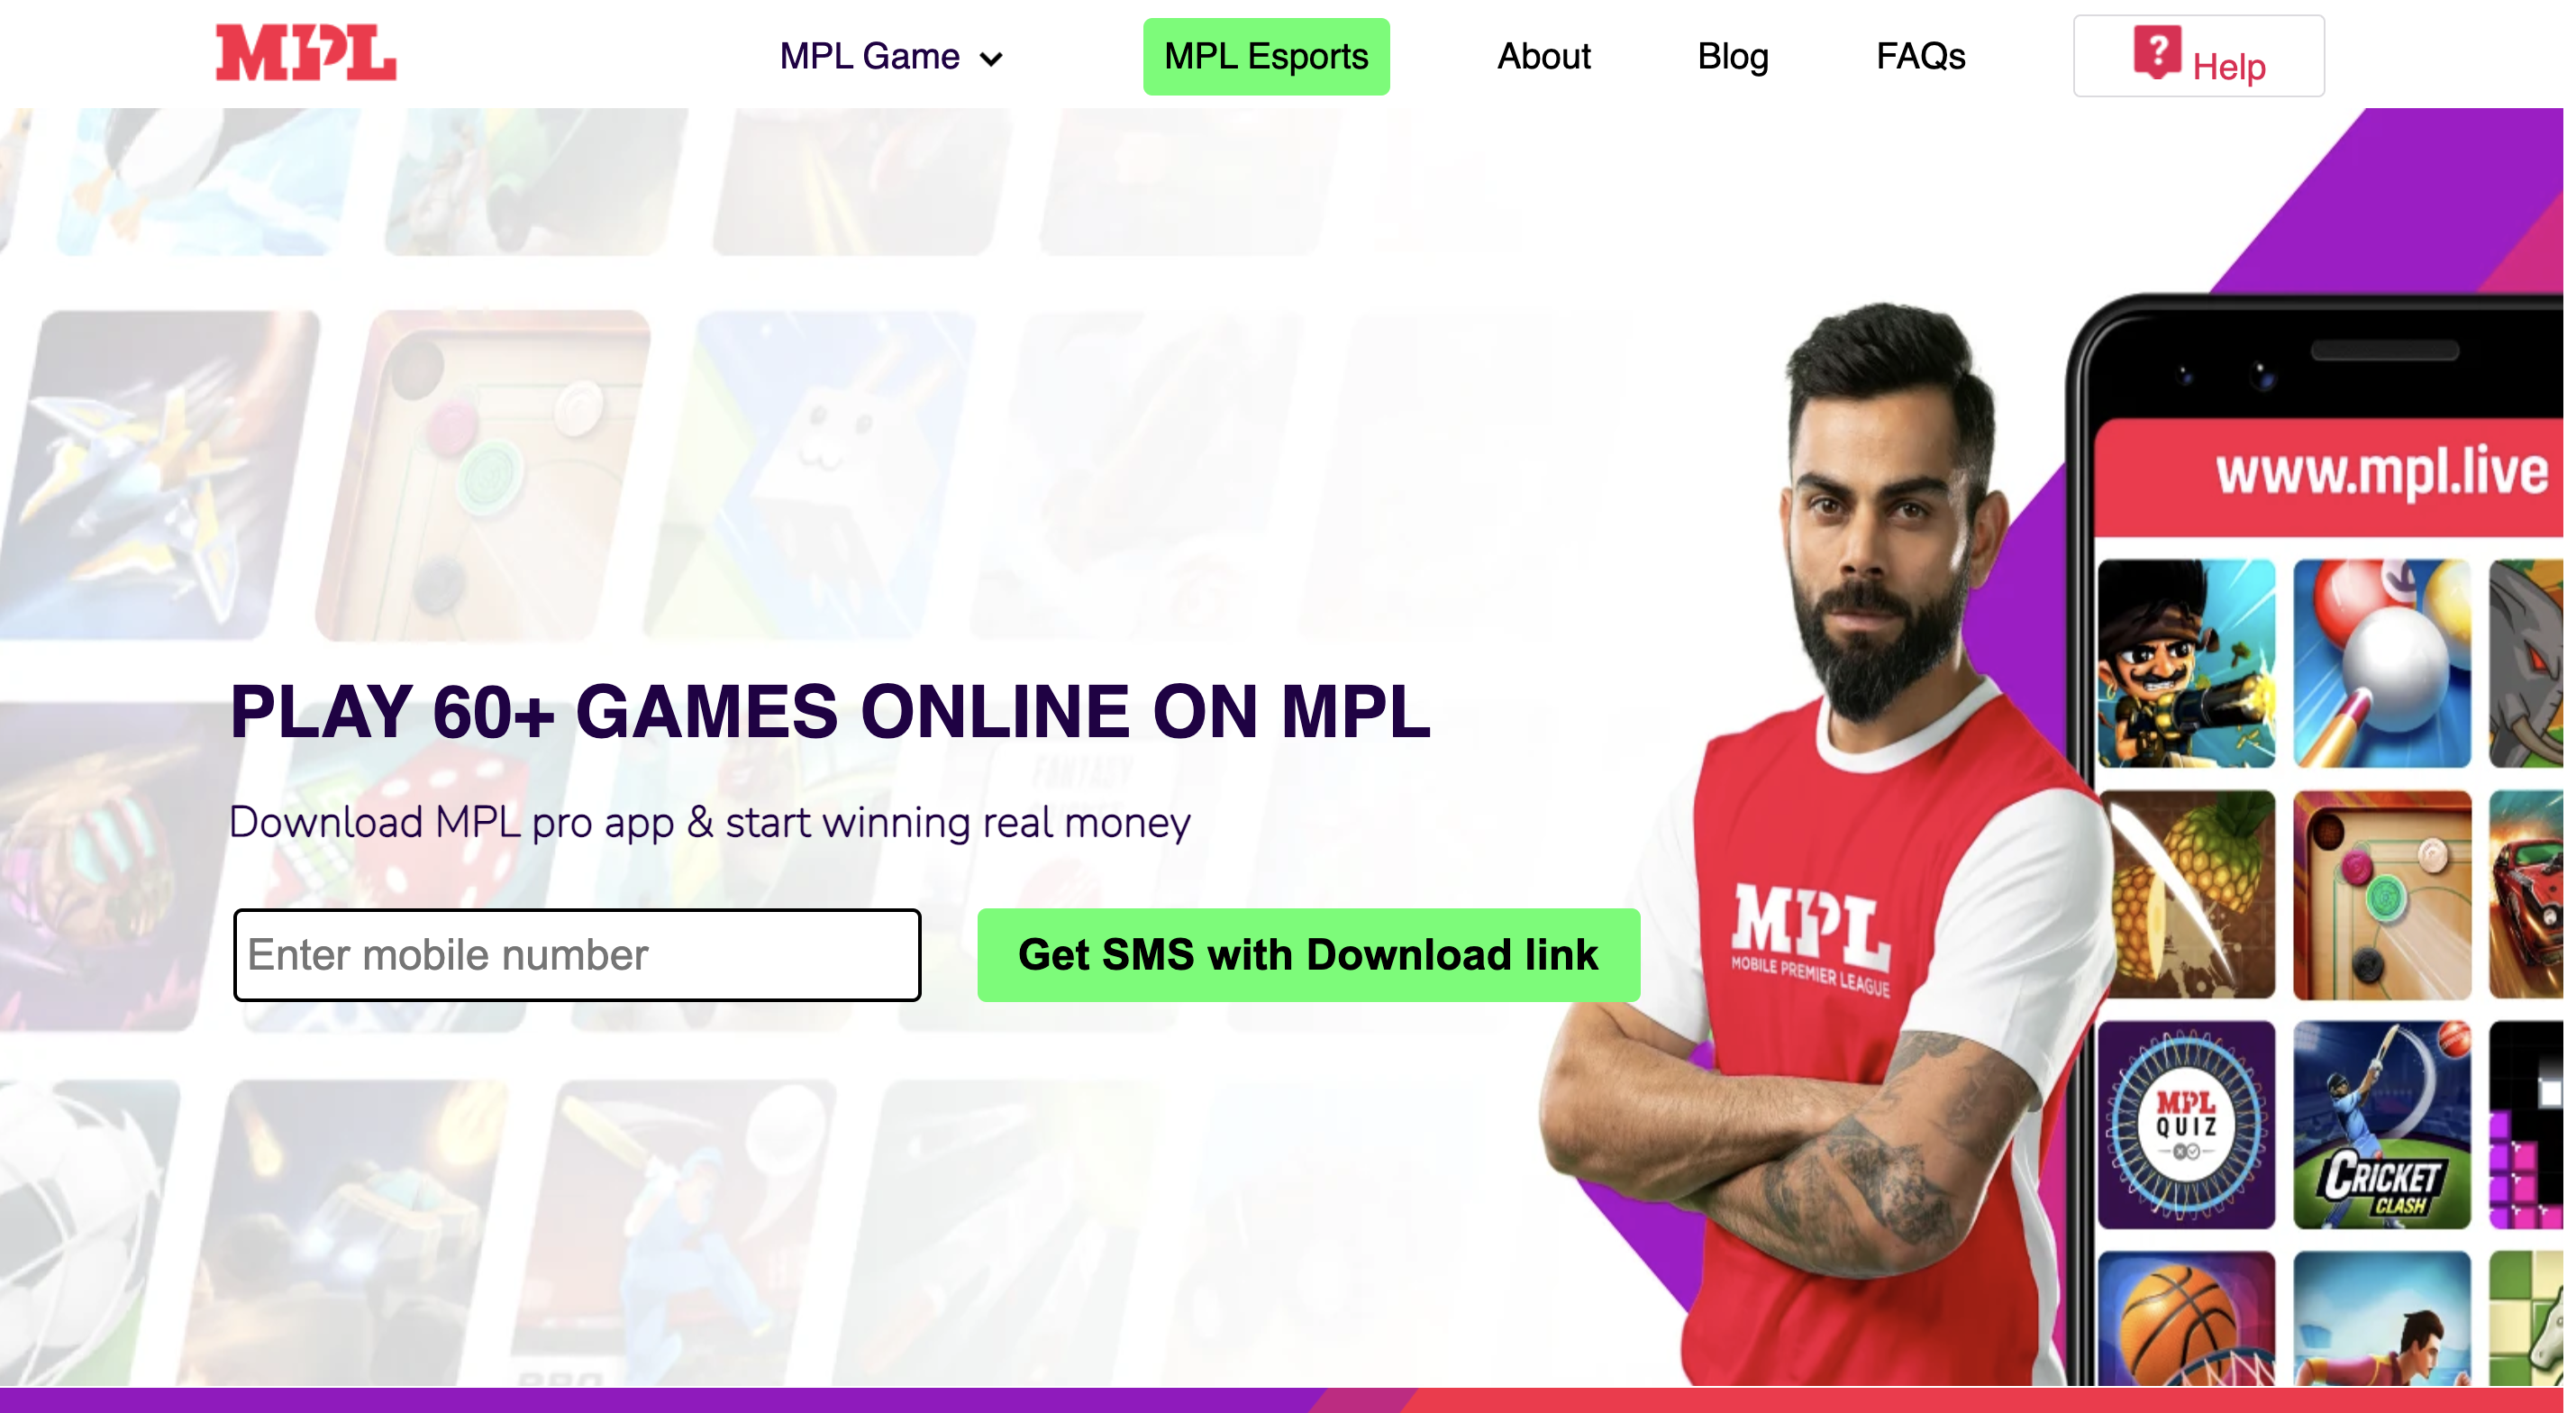 MPL
MPL Game
MPL Esports
About
Blog
FAQs
Help
www.mpl.live
PLAY 60+ GAMES ONLINE ON MPL
FANTASY
Download MPL pro app & start winning real money
Enter mobile number
Get SMS with Download link
MPL
MOBILE PREMIER LEAGUE
MPL
QUIZ
CRICKET
CLASH
PRO